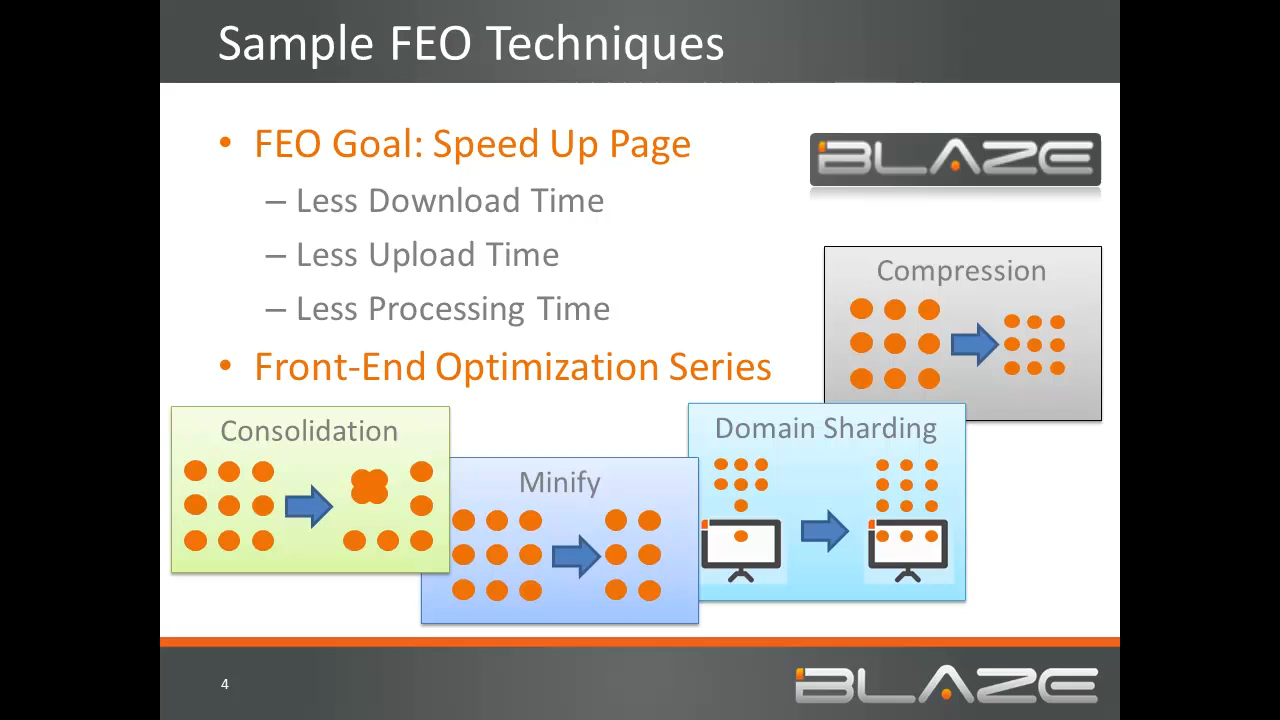 Sample FEO Techniques
• FEO Goal: Speed Up Page
– Less Download Time
– Less Upload Time
– Less Processing Time
• Front-End Optimization Series
BLAZE
Compression
Consolidation
Minify
Domain Sharding
4
BLAZE